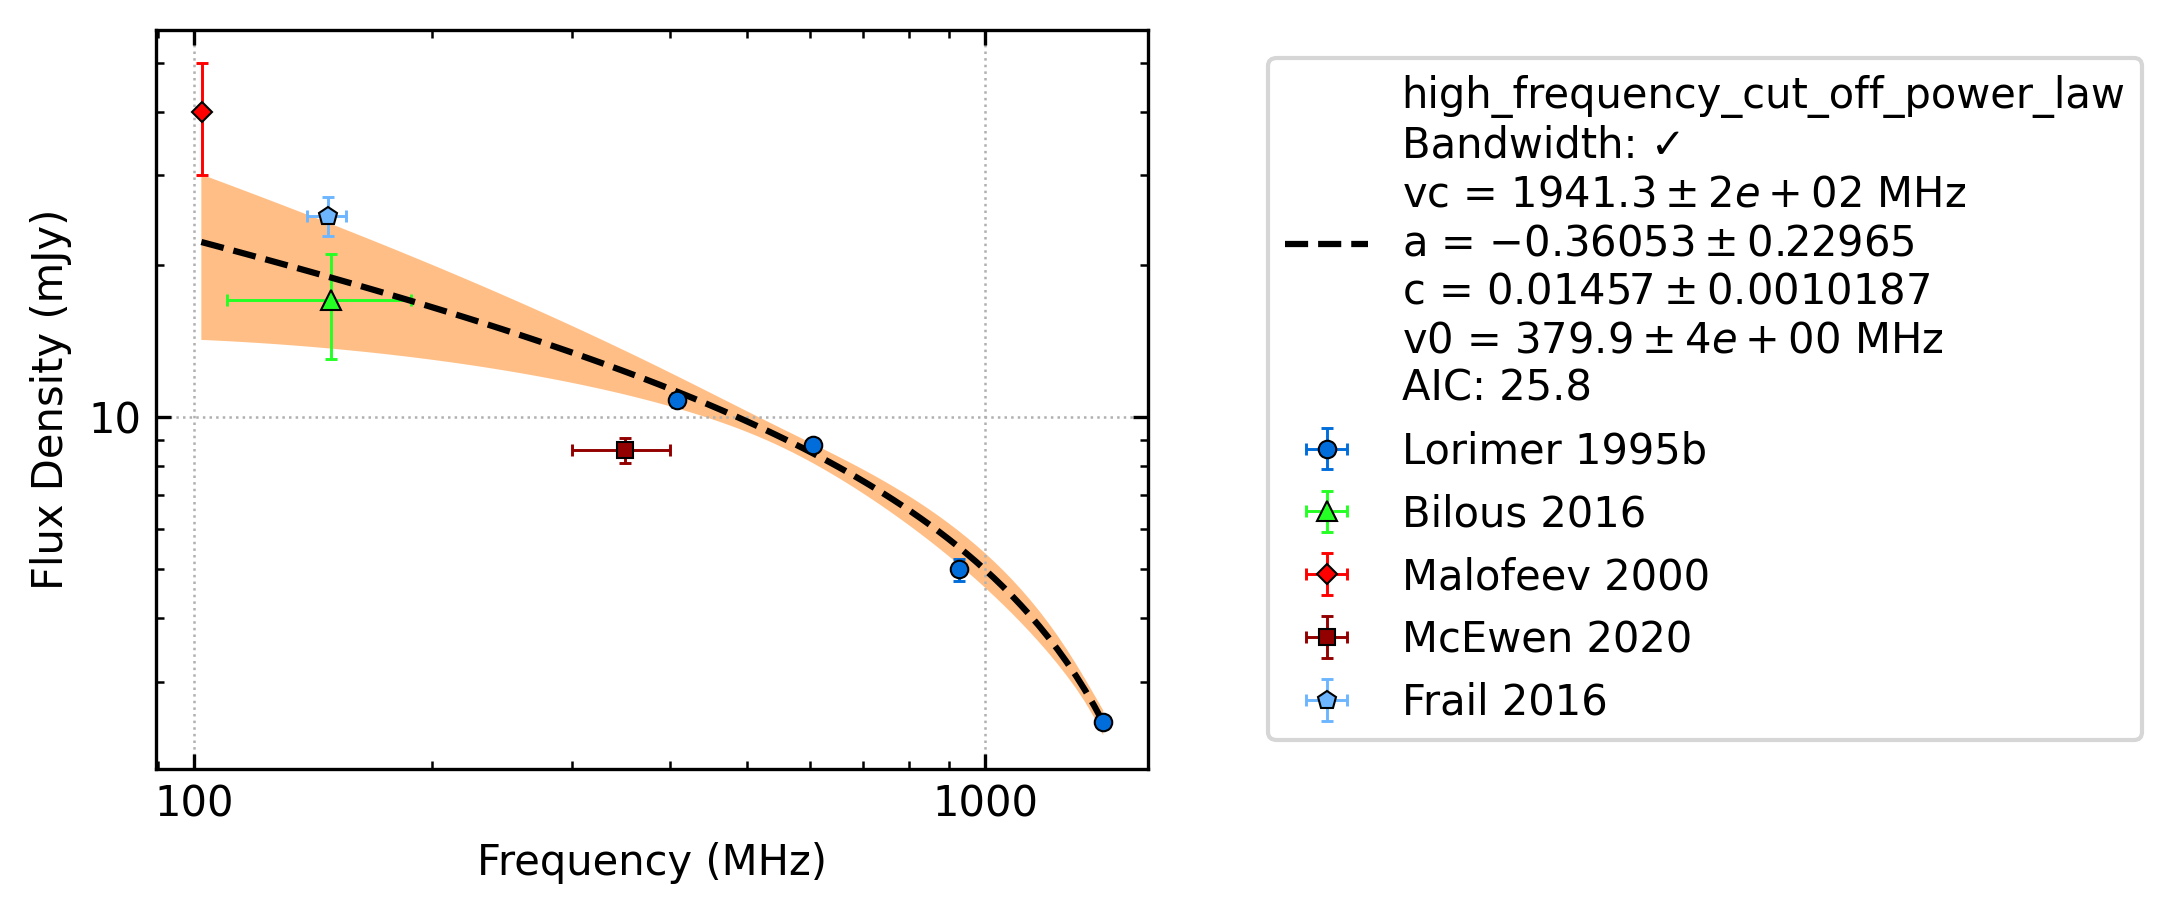 Flux Density (mJy)
10
100
1000
Frequency (MHz)
high_frequency_cut_off_power_law
Bandwidth: ✓
vc = 1941.3 ± 2e + 02 MHz
a = −0.36053 ± 0.22965
c = 0.01457 ± 0.0010187
v0 = 379.9 ± 4e + 00 MHz
AIC: 25.8
Lorimer 1995b
Bilous 2016
Malofeev 2000
McEwen 2020
Frail 2016